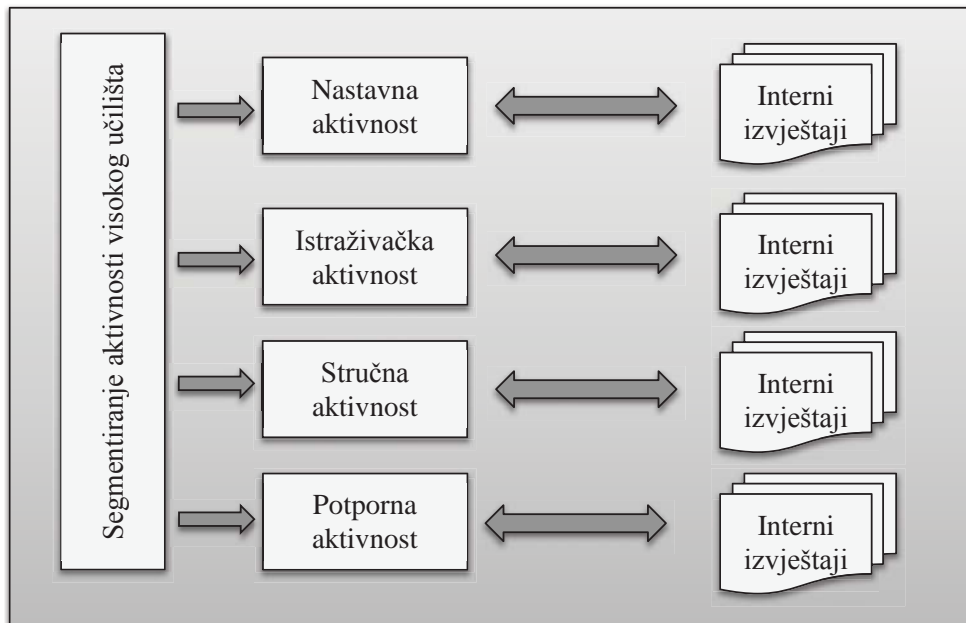 Segmentiranje aktivnosti visokog učilišta
Nastavna
aktivnost
Interni
izvještaji
Istraživačka
aktivnost
Interni
izvještaji
Stručna
aktivnost
Interni
izvještaji
Potporna
aktivnost
Interni
izvještaji